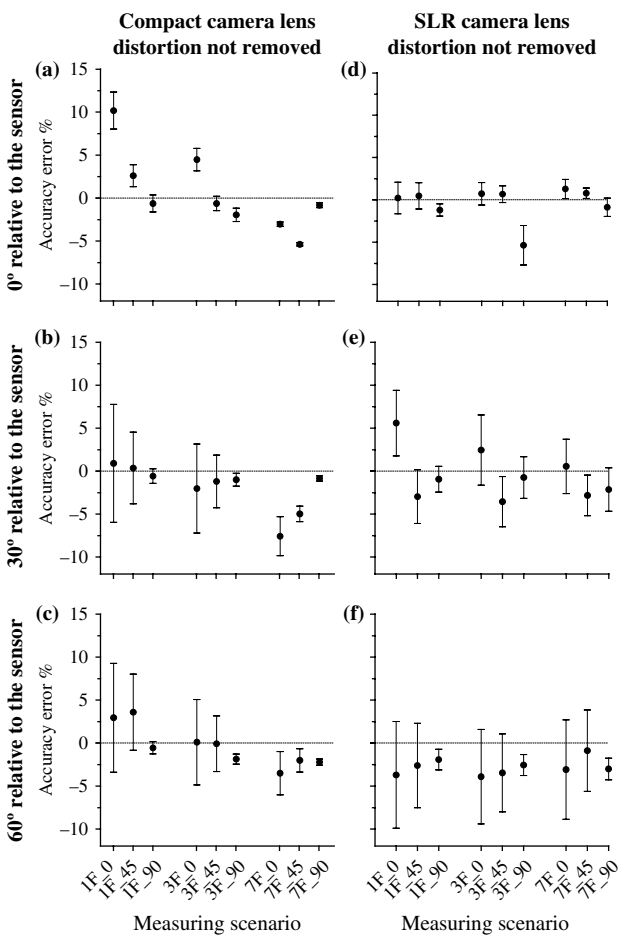 Compact camera lens
distortion not removed
SLR camera lens
distortion not removed
(a)
0º relative to the sensor
Accuracy error %
15
10
5
0
−5
−10
(d)
(b)
30º relative to the sensor
Accuracy error %
15
10
5
0
−5
−10
(e)
(c)
60º relative to the sensor
Accuracy error %
15
10
5
0
−5
−10
(f)
1F_0
1F_45
1F_90
3F_0
3F_45
3F_90
7F_0
7F_45
7F_90
Measuring scenario
1F_0
1F_45
1F_90
3F_0
3F_45
3F_90
7F_0
7F_45
7F_90
Measuring scenario